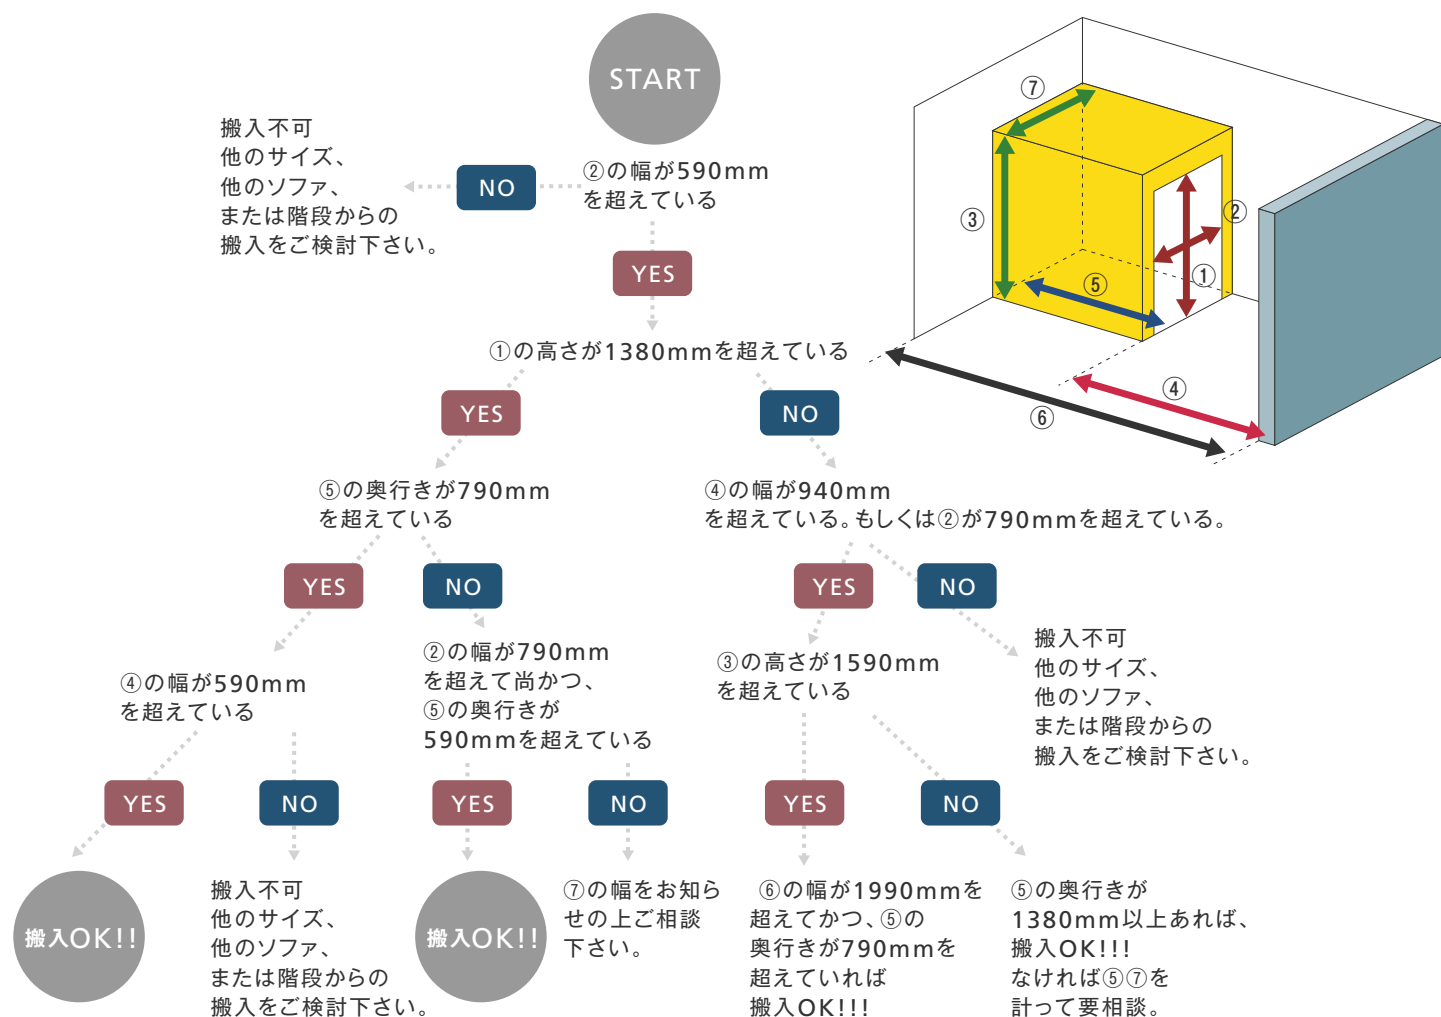 START
搬入不可
他のサイズ、
他のソファ、
または階段からの
搬入をご検討下さい。
NO
②の幅が590mm
を超えている
YES
①の高さが1380mmを超えている
YES
NO
⑤の奥行きが790mm
を超えている
④の幅が940mm
を超えている。もしくは②が790mmを超えている。
YES
NO
YES
NO
④の幅が590mm
を超えている
②の幅が790mm
を超えて尚かつ、
⑤の奥行きが
590mmを超えている
③の高さが1590mm
を超えている
搬入不可
他のサイズ、
他のソファ、
または階段からの
搬入をご検討下さい。
YES
NO
YES
NO
YES
NO
搬入OK!!
搬入不可
他のサイズ、
他のソファ、
または階段からの
搬入をご検討下さい。
搬入OK!!
⑦の幅をお知ら
せの上ご相談
下さい。
⑥の幅が1990mmを
超えてかつ、⑤の
奥行きが790mmを
超えていれば
搬入OK!!!
⑤の奥行きが
1380mm以上あれば、
搬入OK!!!
なければ⑤⑦を
計って要相談。
⑦
③
②
①
⑤
④
⑥